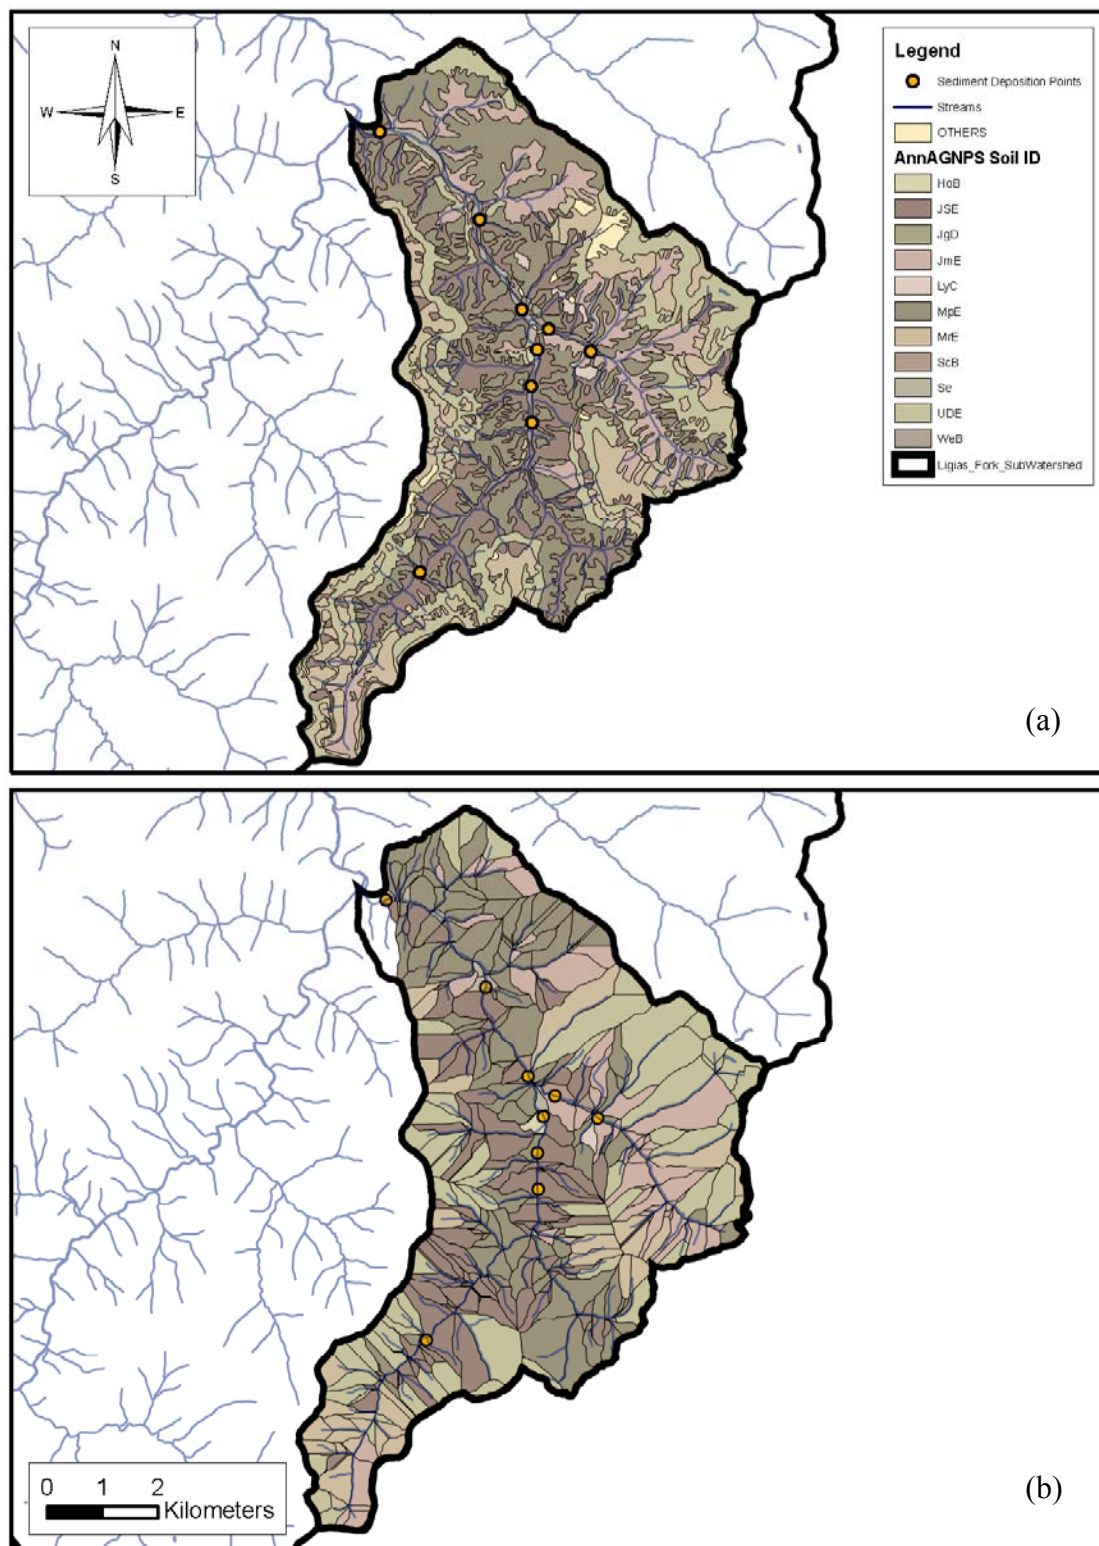 N
W E
S
Legend
Sediment Deposition Points
Streams
OTHERS
AnnAGNPS Soil ID
HoB
JSE
JgD
JmE
LyC
MpE
MrE
ScB
Se
UDE
WeB
Ligias_Fork_SubWatershed
(a)
0 1 2
Kilometers
(b)